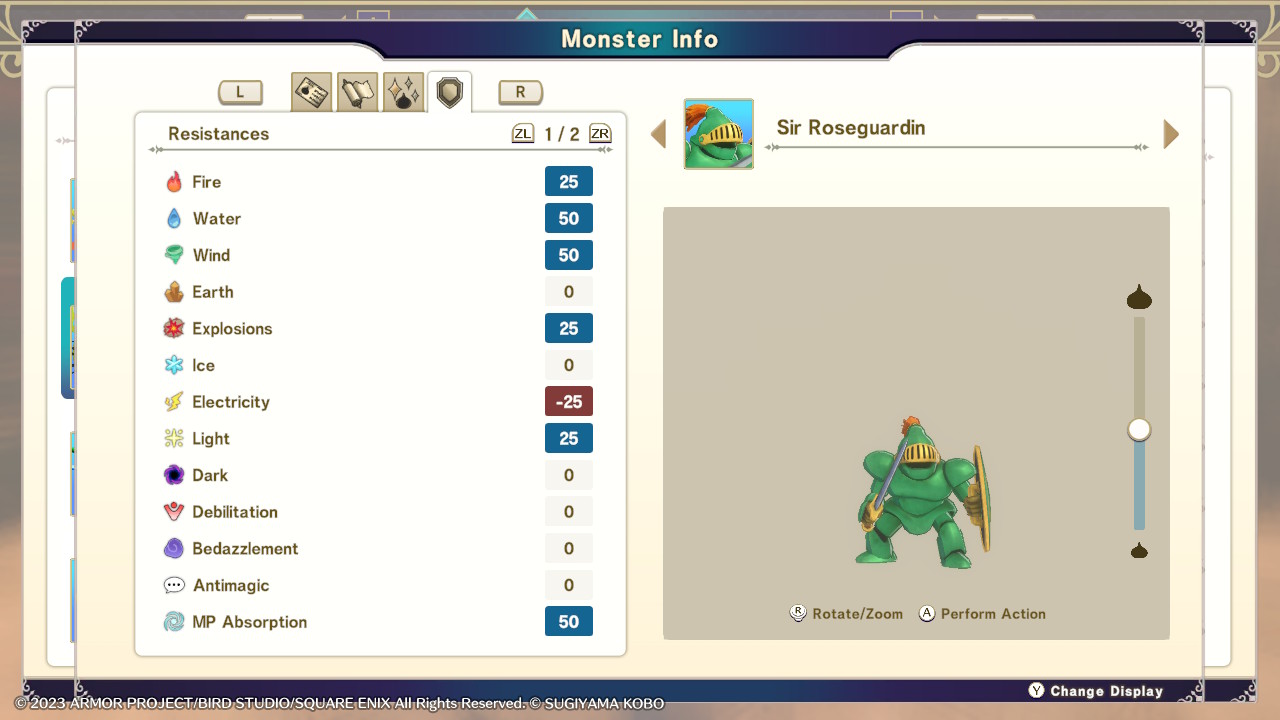 Monster Info
L
R
Resistances
ZL 1 / 2 ZR
Fire 25
Water 50
Wind 50
Earth 0
Explosions 25
Ice 0
Electricity -25
Light 25
Dark 0
Debilitation 0
Bedazzlement 0
Antimagic 0
MP Absorption 50
Sir Roseguardin
R Rotate/Zoom A Perform Action
Y Change Display
© 2023 ARMOR PROJECT/BIRD STUDIO/SQUARE ENIX All Rights Reserved. © SUGIYAMA KOBO